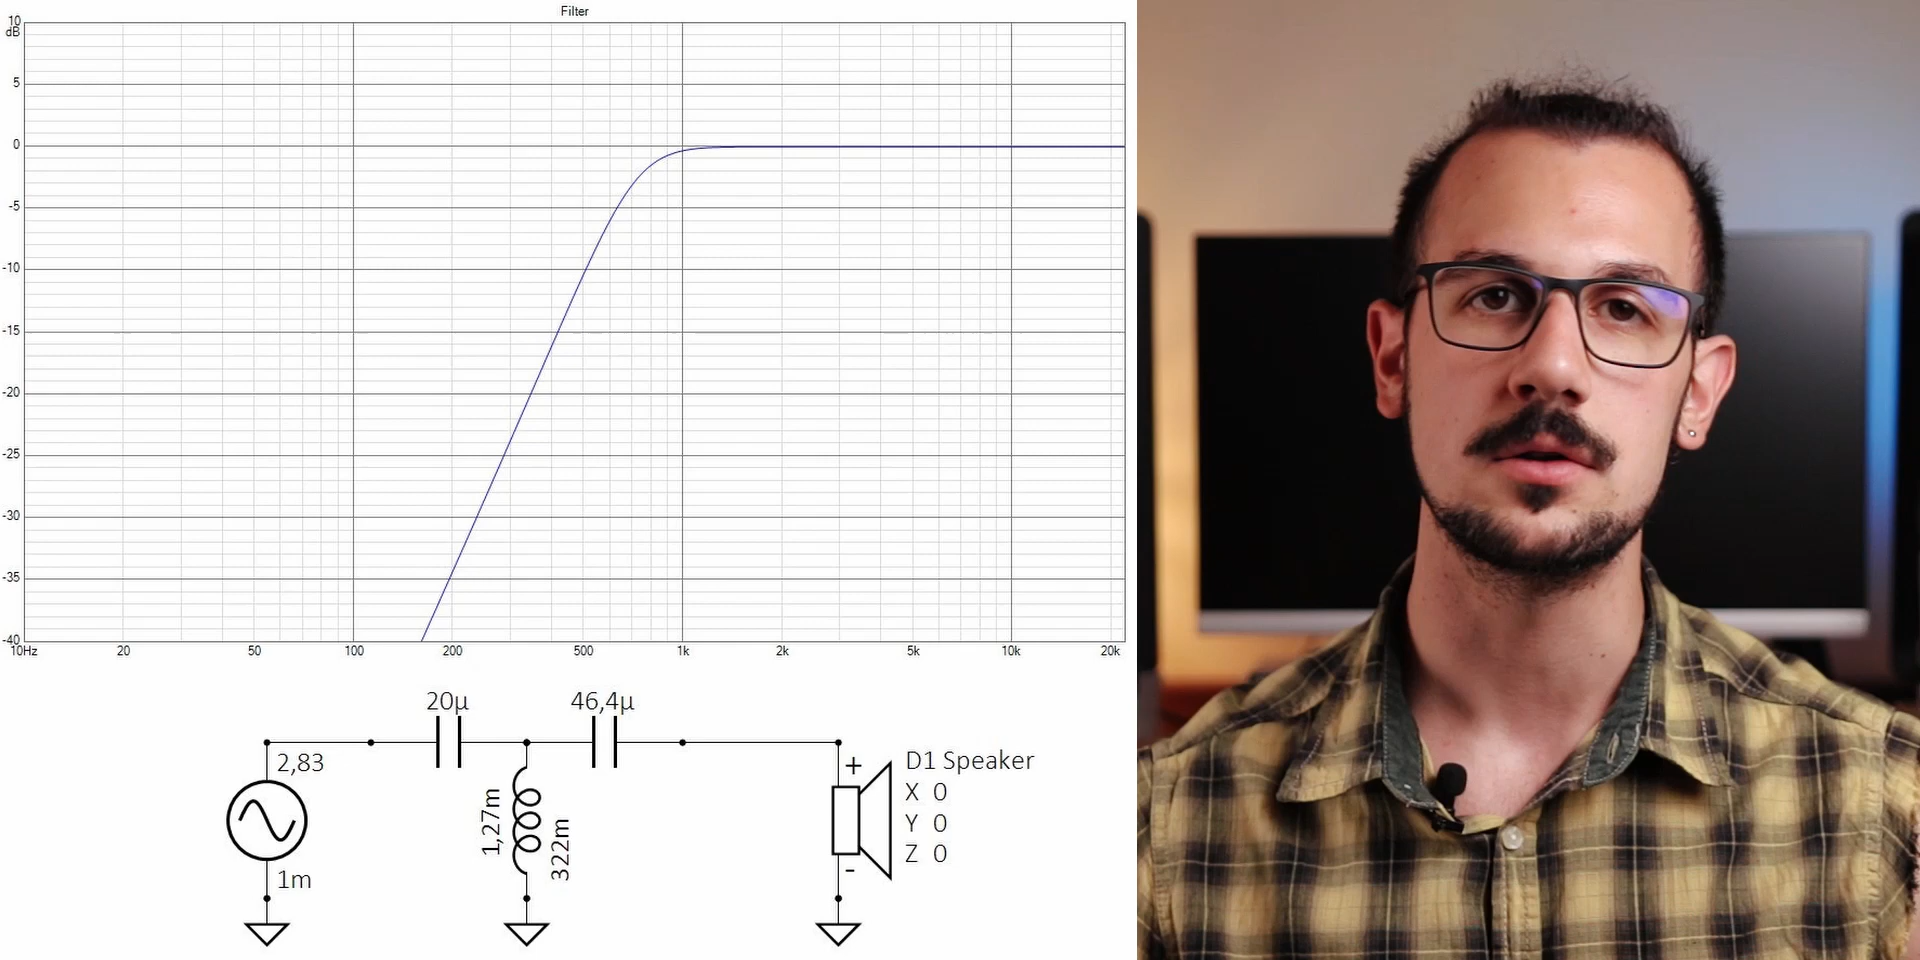 Filter
10
dB
5
0
-5
-10
-15
-20
-25
-30
-35
-40
10Hz 20 50 100 200 500 1k 2k 5k 10k 20k
20µ 46,4µ
2,83
1,27m
322m
1m
+
D1 Speaker
X 0
Y 0
Z 0
-